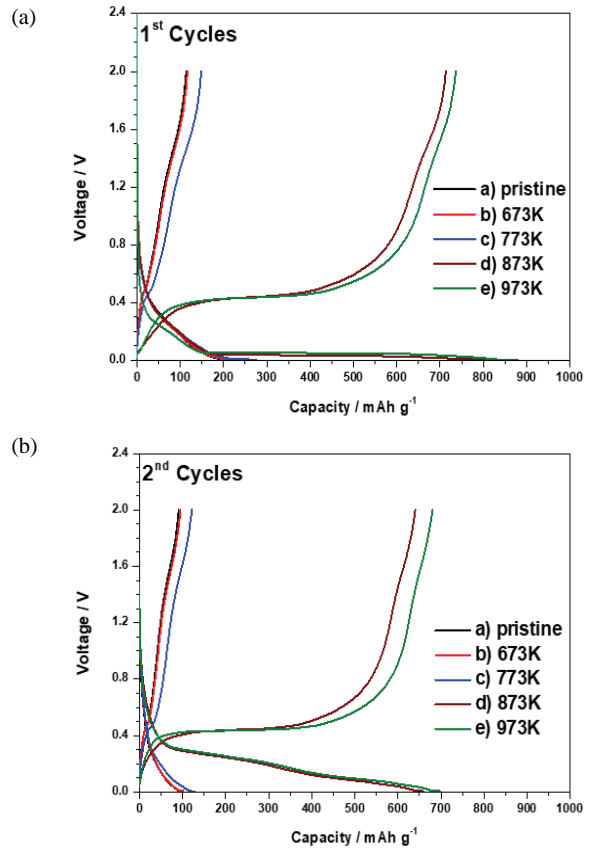 (a)
1st Cycles
2.4
2.0
1.6
1.2
0.8
0.4
0.0
Voltage / V
a) pristine
b) 673K
c) 773K
d) 873K
e) 973K
0 100 200 300 400 500 600 700 800 900 1000
Capacity / mAh g-1
(b)
2nd Cycles
2.4
2.0
1.6
1.2
0.8
0.4
0.0
Voltage / V
a) pristine
b) 673K
c) 773K
d) 873K
e) 973K
0 100 200 300 400 500 600 700 800 900 1000
Capacity / mAh g-1